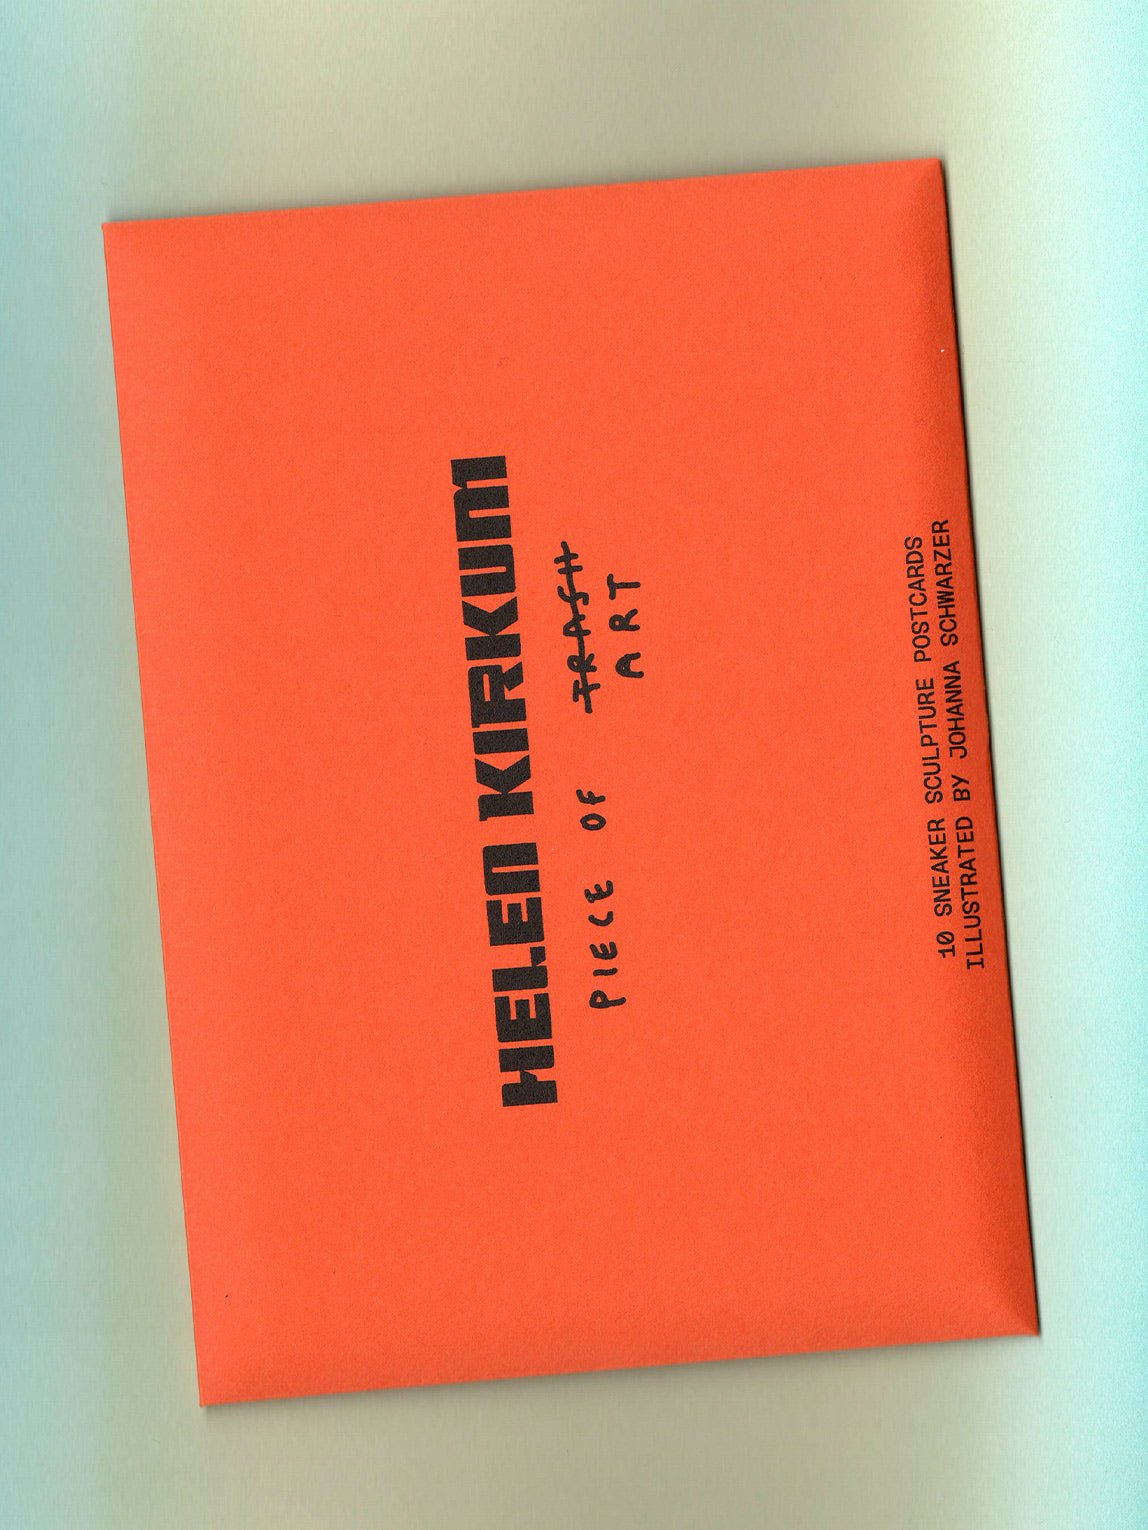 HELEN KIRKUM
PIECE OF TRASH
ART
10 SNEAKER SCULPTURE POSTCARDS
ILLUSTRATED BY JOHANNA SCHWARZER